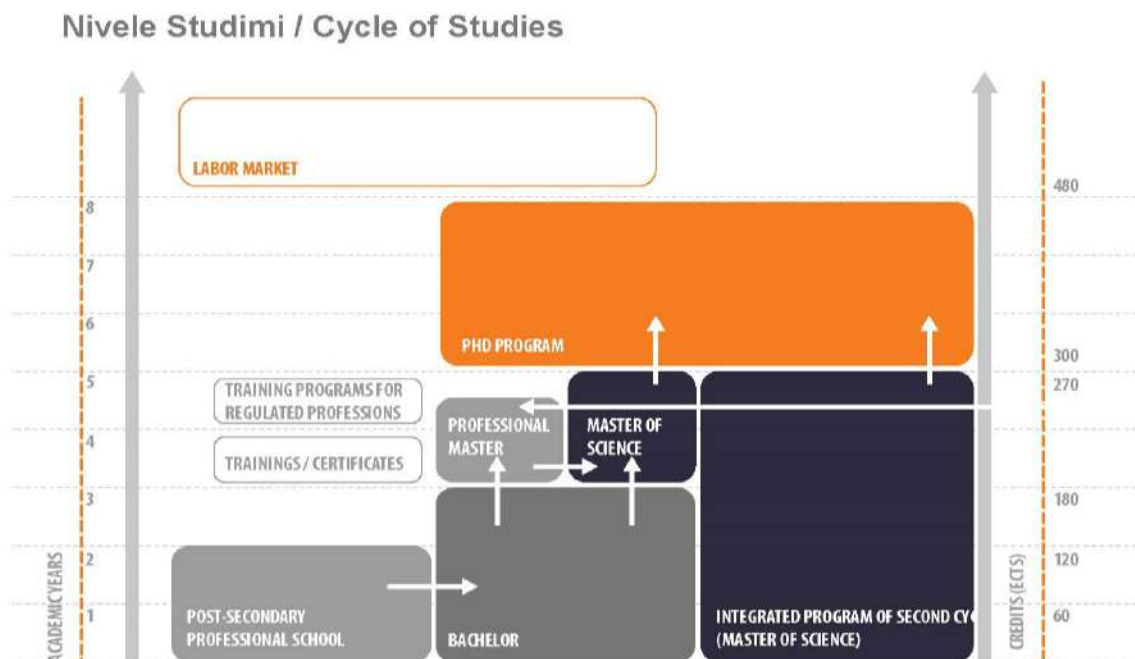 Nivele Studimi / Cycle of Studies
LABOR MARKET
480
8
7
6
PHD PROGRAM
300
5
270
TRAINING PROGRAMS FOR
REGULATED PROFESSIONS
PROFESSIONAL
MASTER
MASTER OF
SCIENCE
4
TRAININGS / CERTIFICATES
3
180
2
120
ACADEMIC YEARS
CREDITS (ECTS)
1
60
POST-SECONDARY
PROFESSIONAL SCHOOL
BACHELOR
INTEGRATED PROGRAM OF SECOND CY
(MASTER OF SCIENCE)